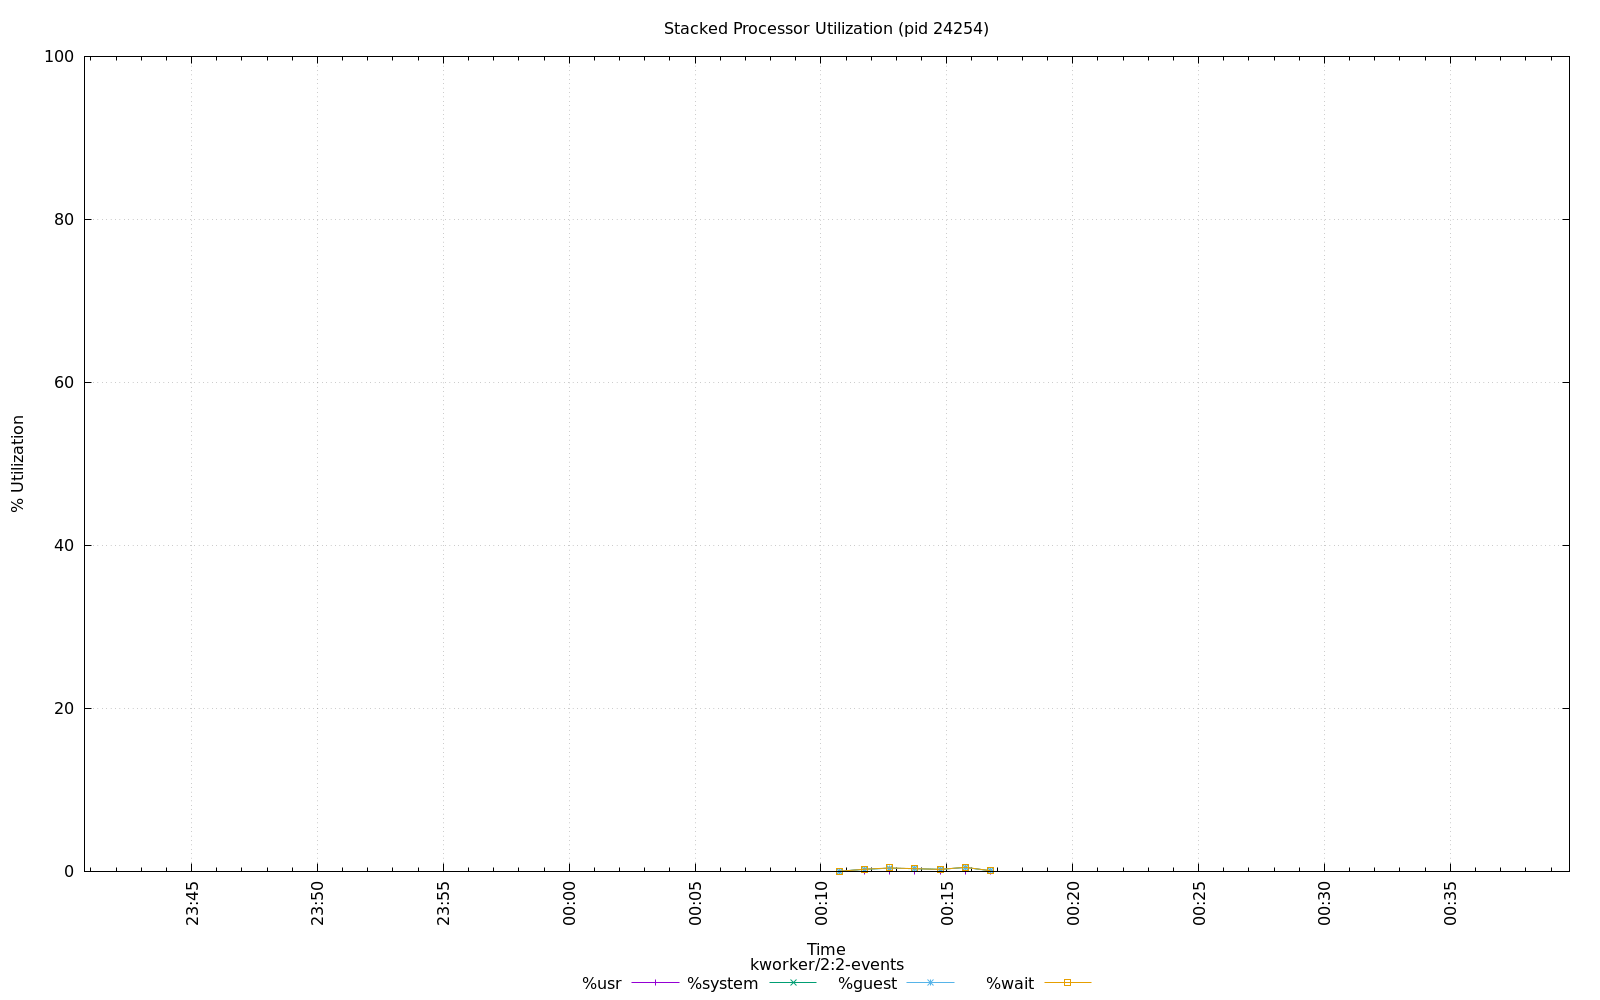 Stacked Processor Utilization (pid 24254)
100
80
60
40
20
0
% Utilization
23:45 23:50 23:55 00:00 00:05 00:10 00:15 00:20 00:25 00:30 00:35
Time
kworker/2:2-events
%usr %system %guest %wait